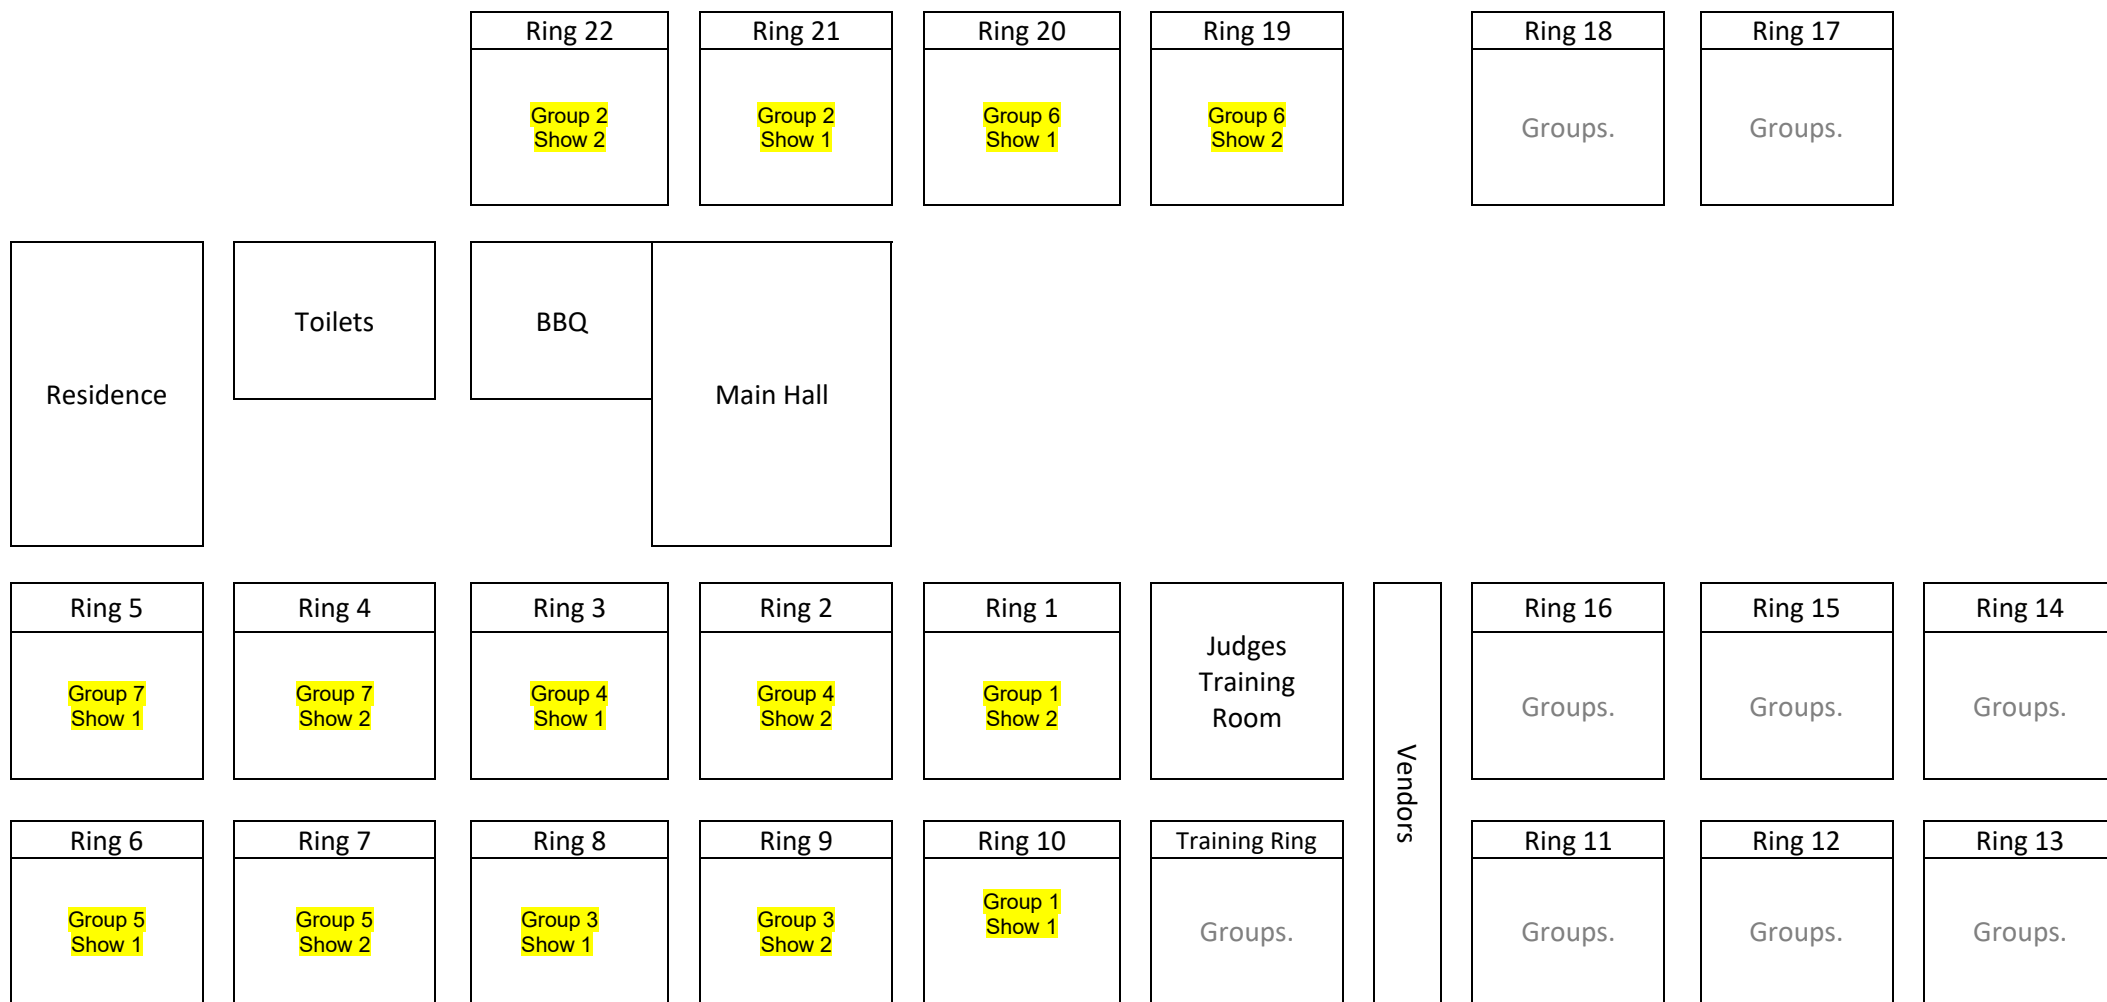 Ring 22
Ring 21
Ring 20
Ring 19
Ring 18
Ring 17
Group 2
Show 2
Group 2
Show 1
Group 6
Show 1
Group 6
Show 2
Groups.
Groups.
Residence
Toilets
BBQ
Main Hall
Ring 5
Ring 4
Ring 3
Ring 2
Ring 1
Judges
Training
Room
Vendors
Ring 16
Ring 15
Ring 14
Group 7
Show 1
Group 7
Show 2
Group 4
Show 1
Group 4
Show 2
Group 1
Show 2
Groups.
Groups.
Groups.
Ring 6
Ring 7
Ring 8
Ring 9
Ring 10
Training Ring
Ring 11
Ring 12
Ring 13
Group 5
Show 1
Group 5
Show 2
Group 3
Show 1
Group 3
Show 2
Group 1
Show 1
Groups.
Groups.
Groups.
Groups.